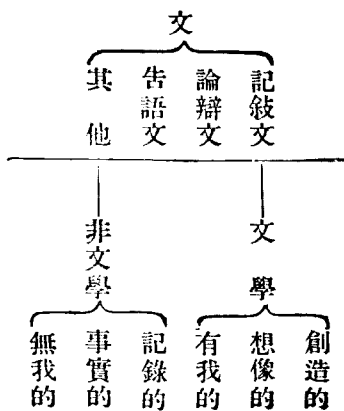 文
記敍文
論辯文
告語文
其他
文學
非文學
創造的
想像的
有我的
記錄的
事實的
無我的